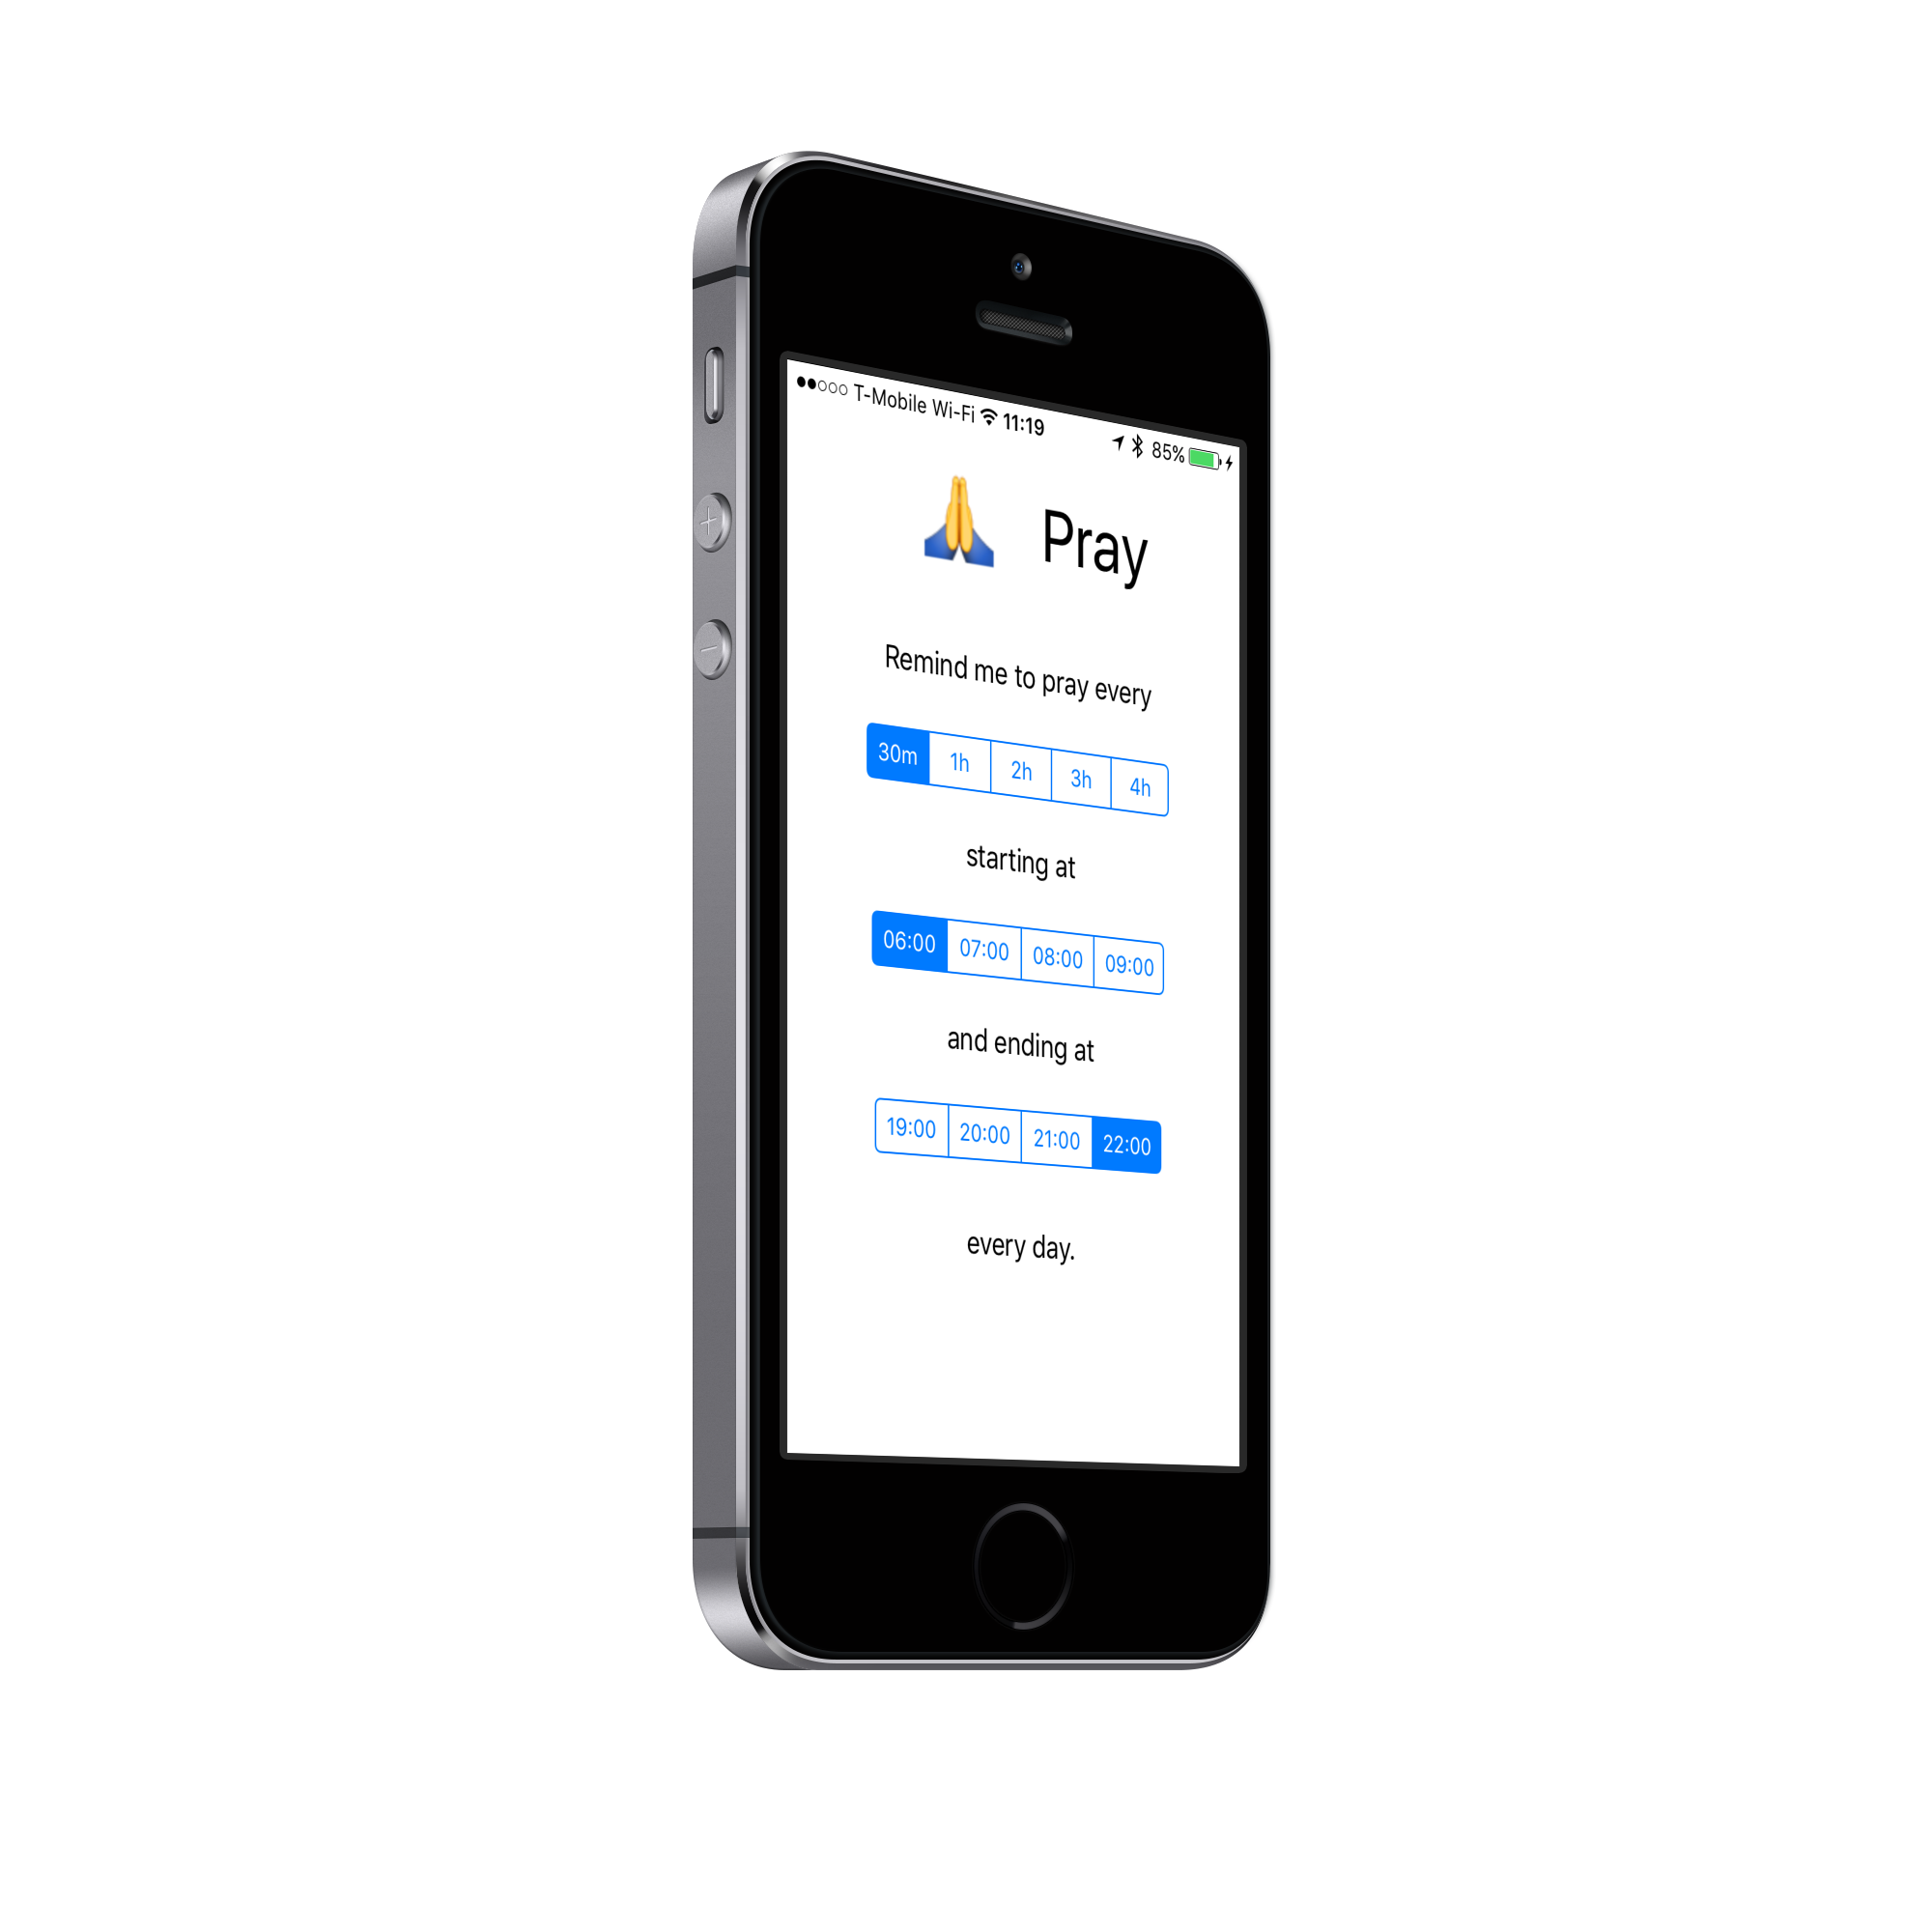 T-Mobile Wi-Fi 11:19 85%
🙏 Pray
Remind me to pray every
30m 1h 2h 3h 4h
starting at
06:00 07:00 08:00 09:00
and ending at
19:00 20:00 21:00 22:00
every day.